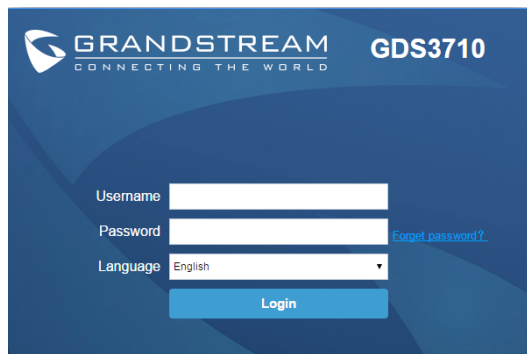 GRANDSTREAM GDS3710
CONNECTING THE WORLD
Username
Password
Forget password?
Language English
Login